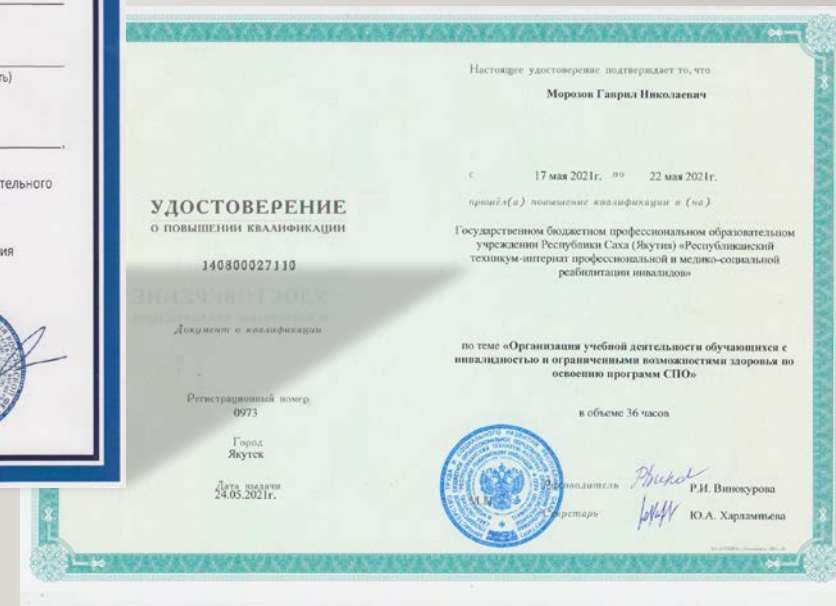 ть)
тельного
ия
УДОСТОВЕРЕНИЕ
О ПОВЫШЕНИИ КВАЛИФИКАЦИИ
140800027110
Документ о квалификации
Регистрационный номер
0973
Город
Якутск
Дата выдачи
24.05.2021г.
Настоящее удостоверение подтверждает то, что
Морозов Гаврил Николаевич
с 17 мая 2021г. по 22 мая 2021г.
прошёл(а) повышение квалификации в (на)
Государственном бюджетном профессиональном образовательном
учреждении Республики Саха (Якутия) «Республиканский
техникум-интернат профессиональной и медико-социальной
реабилитации инвалидов»
по теме «Организация учебной деятельности обучающихся с
инвалидностью и ограниченными возможностями здоровья по
освоению программ СПО»
в объеме 36 часов
М.П.
Руководитель Р.И. Винокурова
Секретарь Ю.А. Харлампьева